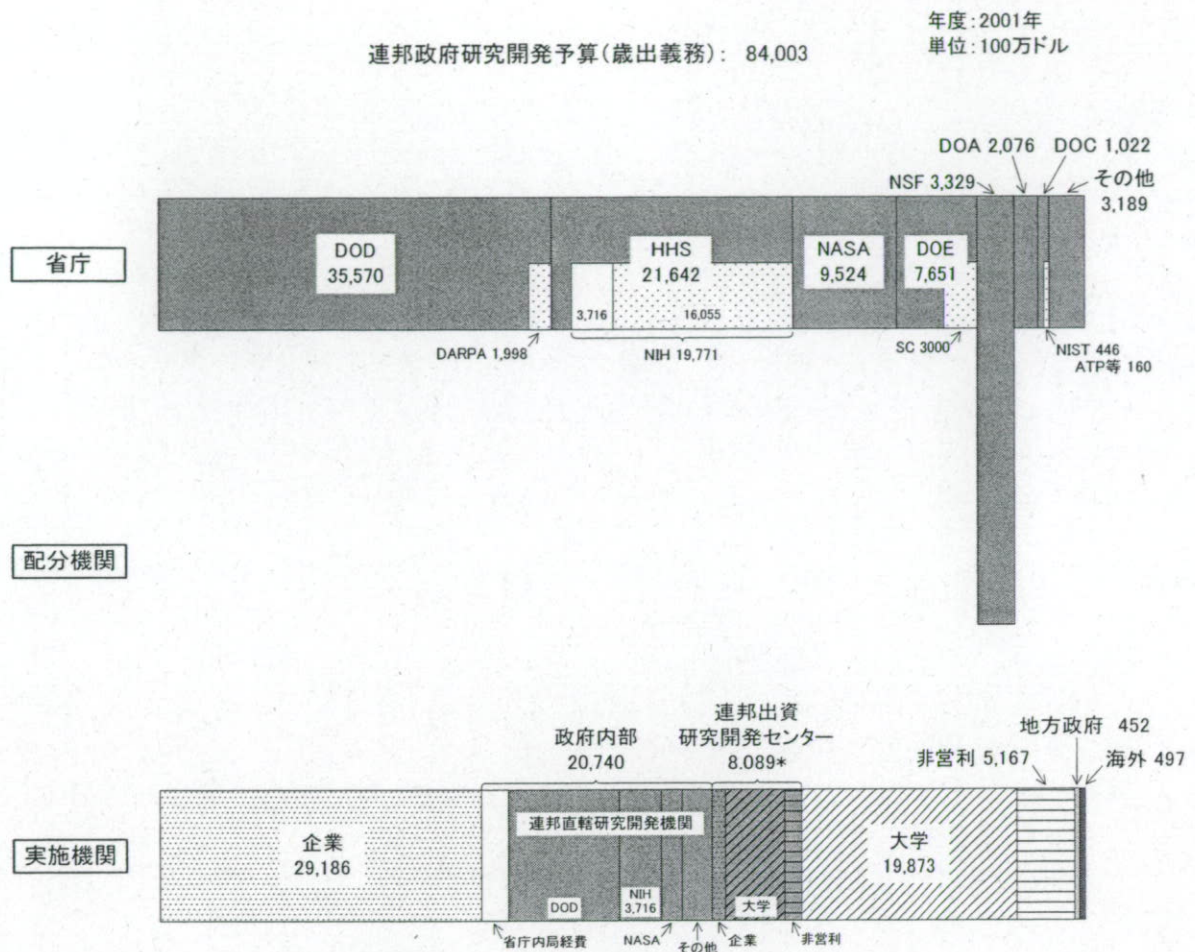 年度:2001年
単位:100万ドル
連邦政府研究開発予算(歳出義務): 84,003
DOA 2,076 DOC 1,022
NSF 3,329 その他
3,189
省庁
DOD
35,570
HHS
21,642
NASA
9,524
DOE
7,651
3,716 16,055
DARPA 1,998
NIH 19,771
SC 3000
NIST 446
ATP等 160
配分機関
連邦出資
研究開発センター
8.089*
政府内部
20,740
地方政府 452
非営利 5,167
海外 497
実施機関
企業
29,186
連邦直轄研究開発機関
大学
19,873
DOD
NIH
3,716
大学
省庁内局経費
NASA
その他
企業
非営利